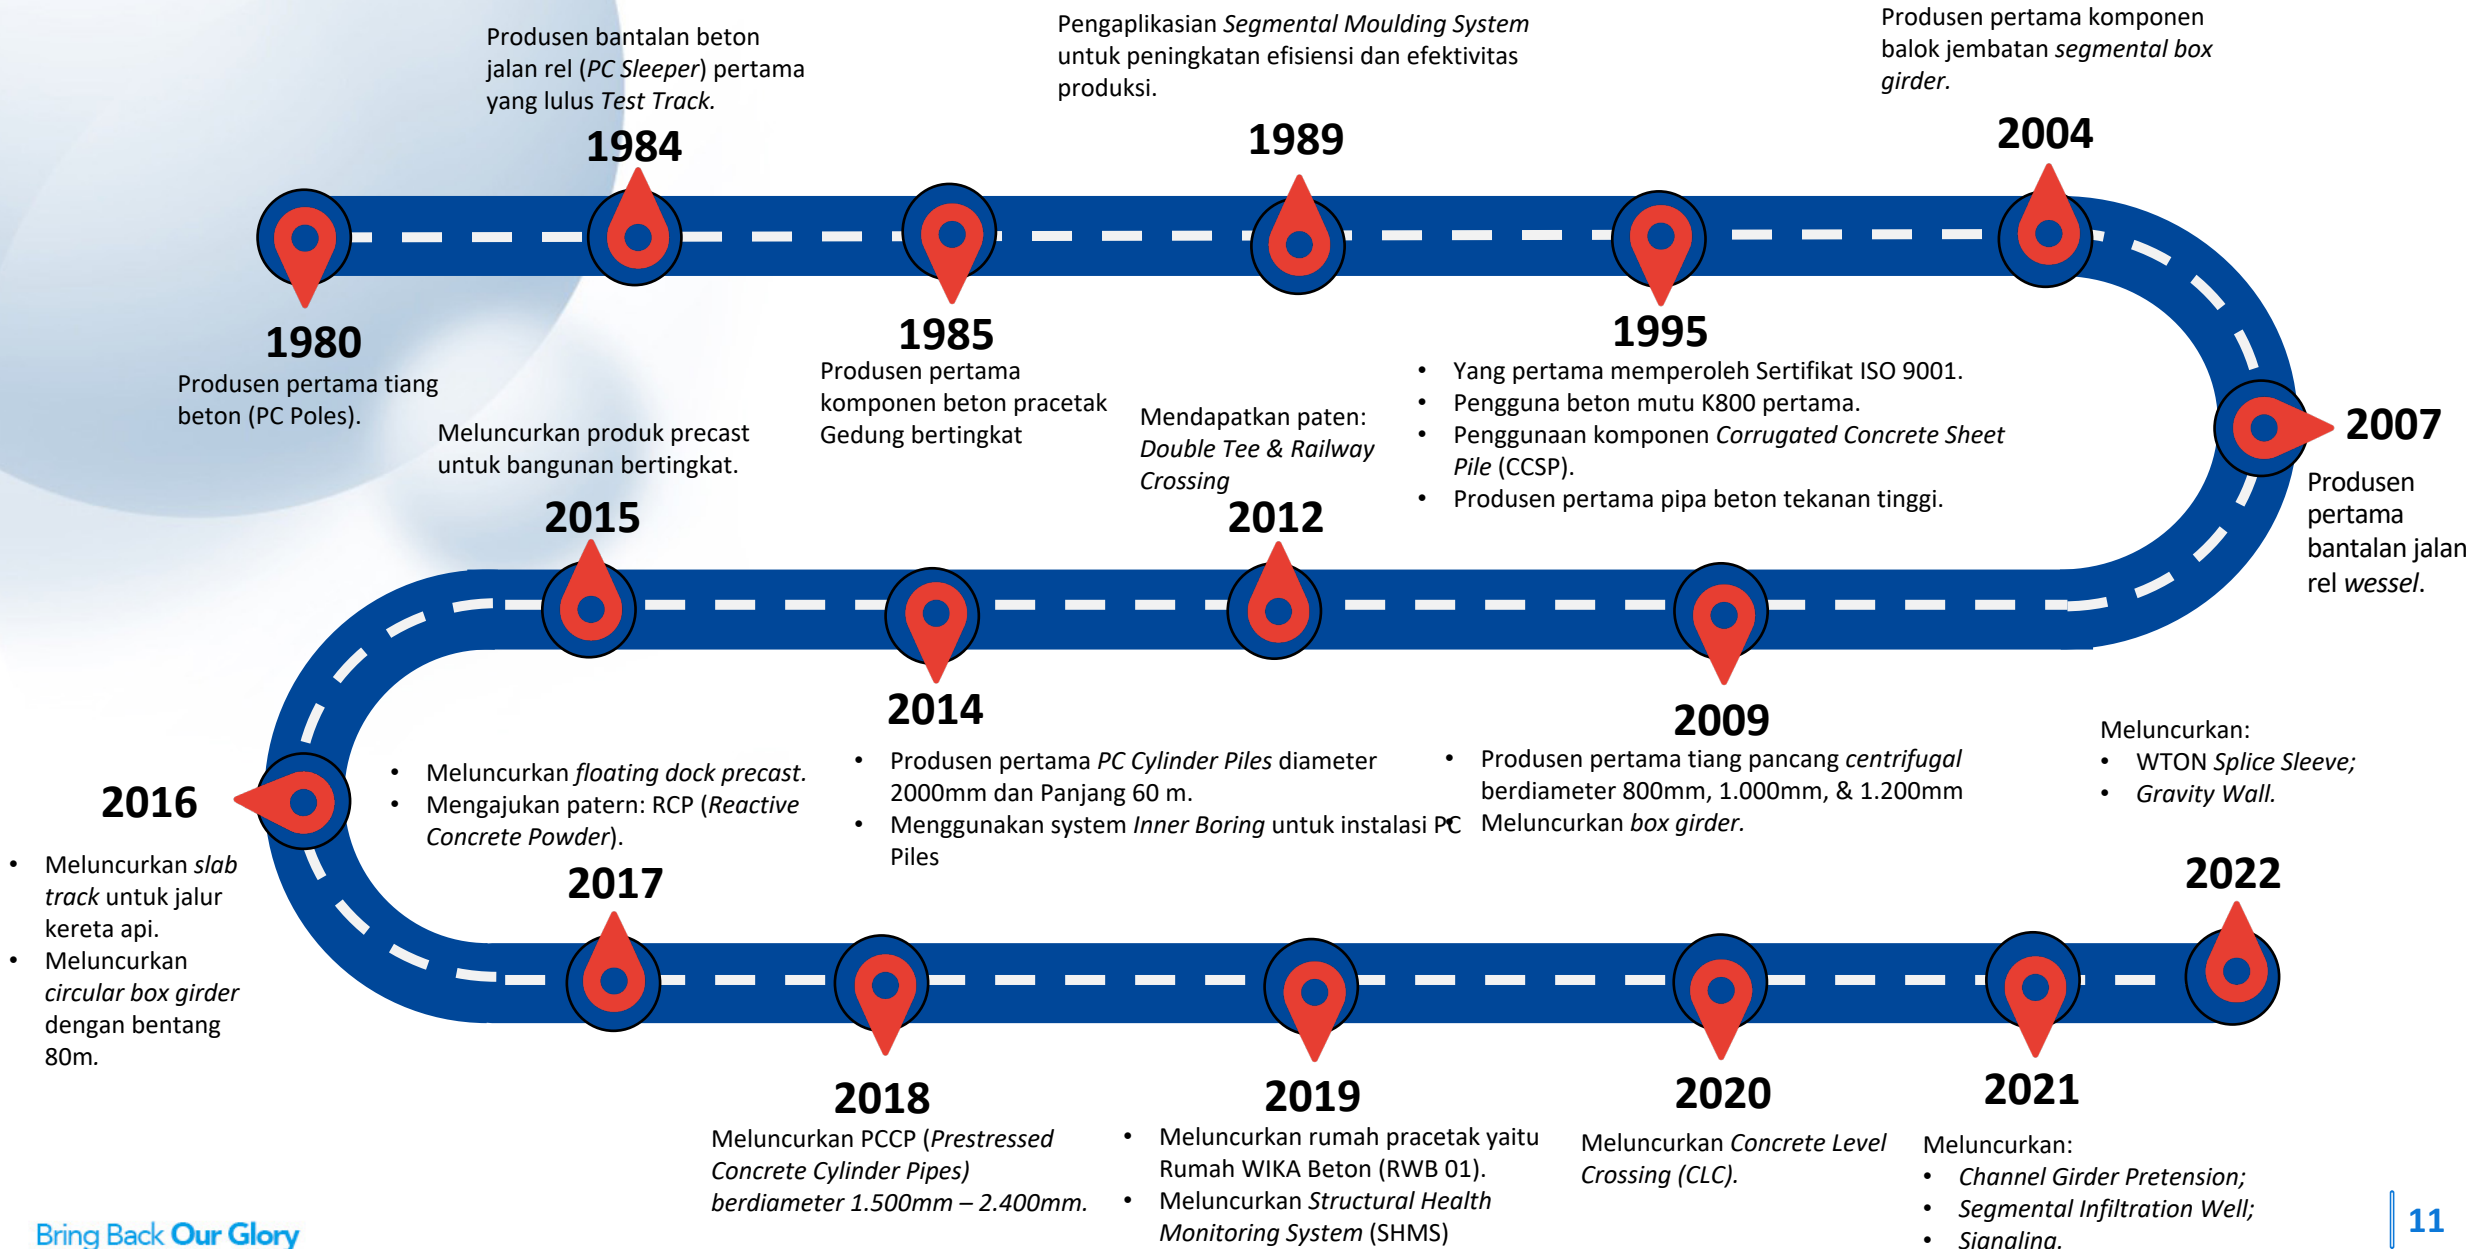 Produsen bantalan beton
jalan rel (PC Sleeper) pertama
yang lulus Test Track.
1984
Pengaplikasian Segmental Moulding System
untuk peningkatan efisiensi dan efektivitas
produksi.
1989
Produsen pertama komponen
balok jembatan segmental box
girder.
2004
1980
Produsen pertama tiang
beton (PC Poles).
1985
Produsen pertama
komponen beton pracetak
Gedung bertingkat
1995
• Yang pertama memperoleh Sertifikat ISO 9001.
• Pengguna beton mutu K800 pertama.
• Penggunaan komponen Corrugated Concrete Sheet
Pile (CCSP).
• Produsen pertama pipa beton tekanan tinggi.
2007
Produsen
pertama
bantalan jalan
rel wessel.
Meluncurkan produk precast
untuk bangunan bertingkat.
2015
Mendapatkan paten:
Double Tee & Railway
Crossing
2012
2014
• Produsen pertama PC Cylinder Piles diameter
2000mm dan Panjang 60 m.
• Menggunakan system Inner Boring untuk instalasi PC
Piles
2009
• Produsen pertama tiang pancang centrifugal
berdiameter 800mm, 1.000mm, & 1.200mm
• Meluncurkan box girder.
2016
• Meluncurkan slab
track untuk jalur
kereta api.
• Meluncurkan
circular box girder
dengan bentang
80m.
• Meluncurkan floating dock precast.
• Mengajukan patern: RCP (Reactive
Concrete Powder).
2017
Meluncurkan:
• WTON Splice Sleeve;
• Gravity Wall.
2022
2018
Meluncurkan PCCP (Prestressed
Concrete Cylinder Pipes)
berdiameter 1.500mm – 2.400mm.
2019
• Meluncurkan rumah pracetak yaitu
Rumah WIKA Beton (RWB 01).
• Meluncurkan Structural Health
Monitoring System (SHMS)
2020
Meluncurkan Concrete Level
Crossing (CLC).
2021
Meluncurkan:
• Channel Girder Pretension;
• Segmental Infiltration Well;
• Signaling.
Bring Back Our Glory
11